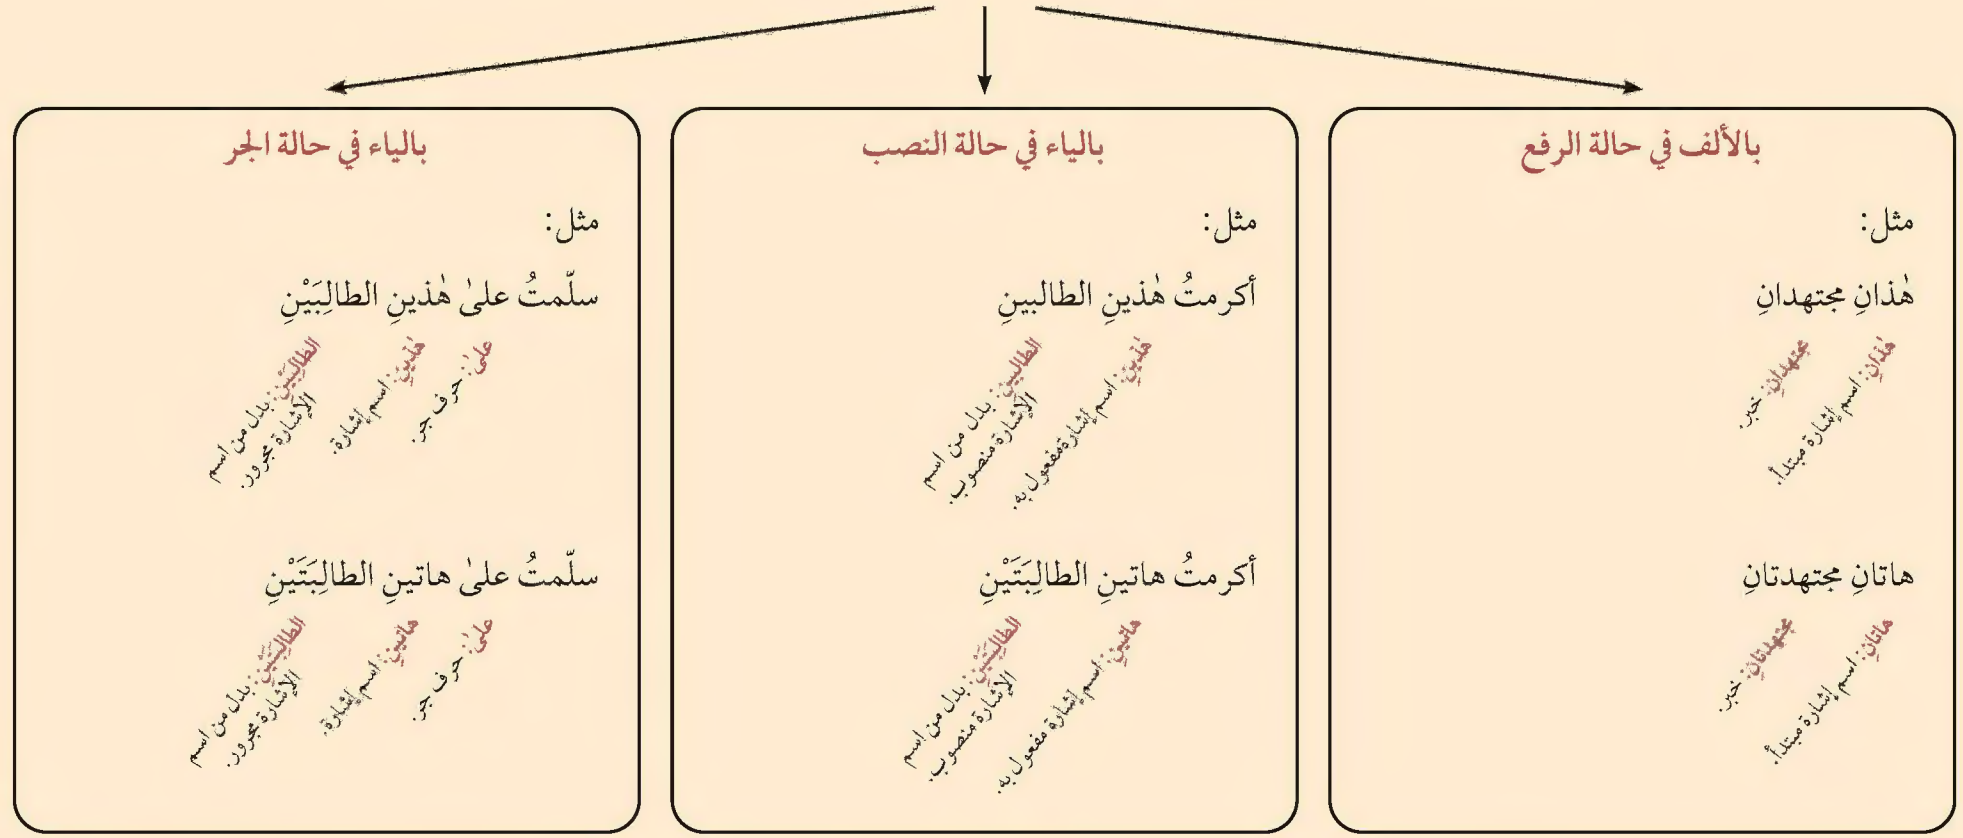 بالألف في حالة الرفع
مثل:
هٰذانِ مجتهدانِ
هٰذانِ: اسم إشارة مبتدأ.
مجتهدانِ: خبر.
هاتانِ مجتهدتانِ
هاتانِ: اسم إشارة مبتدأ.
مجتهدتانِ: خبر.
بالياء في حالة النصب
مثل:
أكرمتُ هٰذينِ الطالبينِ
هٰذينِ: اسم إشارة مفعول به.
الطالبينِ: بدل من اسم
الإشارة منصوب.
أكرمتُ هاتينِ الطالِبَتَيْنِ
هاتينِ: اسم إشارة مفعول به.
الطالِبَتَيْنِ: بدل من اسم
الإشارة منصوب.
بالياء في حالة الجر
مثل:
سلّمتُ علىٰ هٰذينِ الطالِبَيْنِ
علىٰ: حرف جر.
هٰذينِ: اسم إشارة.
الطالِبَيْنِ: بدل من اسم
الإشارة مجرور.
سلّمتُ علىٰ هاتينِ الطالِبَتَيْنِ
علىٰ: حرف جر.
هاتينِ: اسم إشارة.
الطالِبَتَيْنِ: بدل من اسم
الإشارة مجرور.